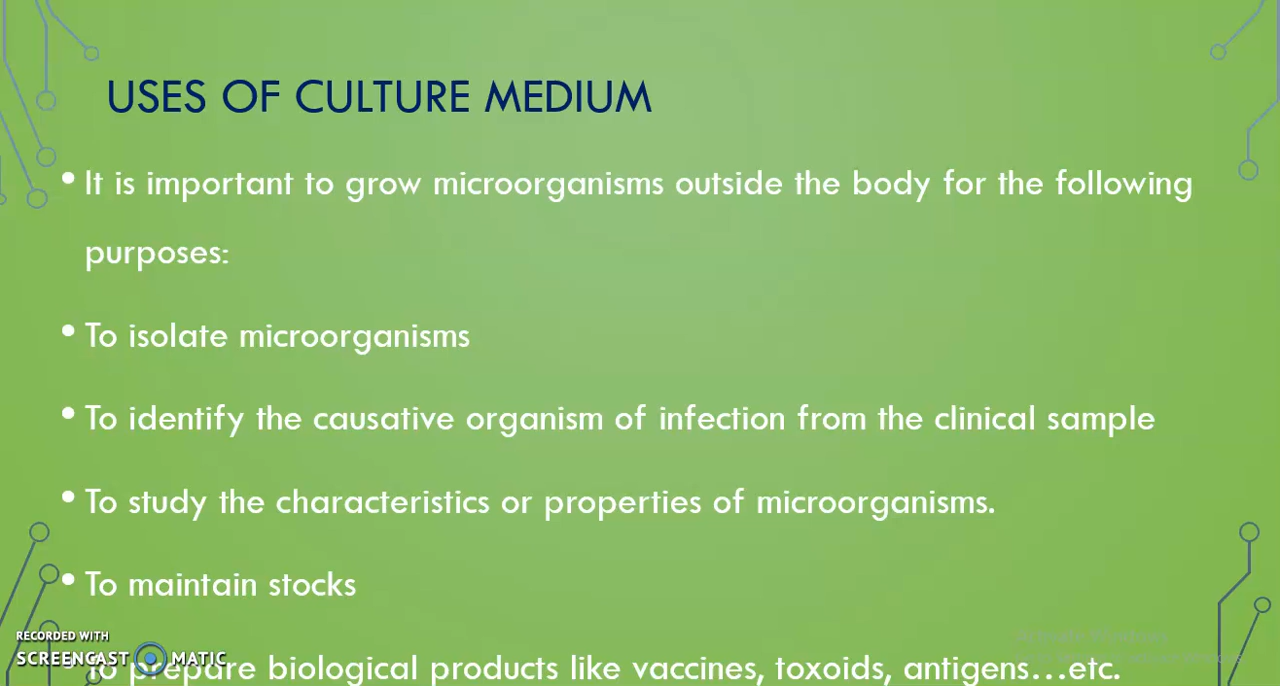 USES OF CULTURE MEDIUM
• It is important to grow microorganisms outside the body for the following
purposes:
• To isolate microorganisms
• To identify the causative organism of infection from the clinical sample
• To study the characteristics or properties of microorganisms.
• To maintain stocks
• To prepare biological products like vaccines, toxoids, antigens...etc.
RECORDED WITH
SCREENCAST MATIC
Activate Windows